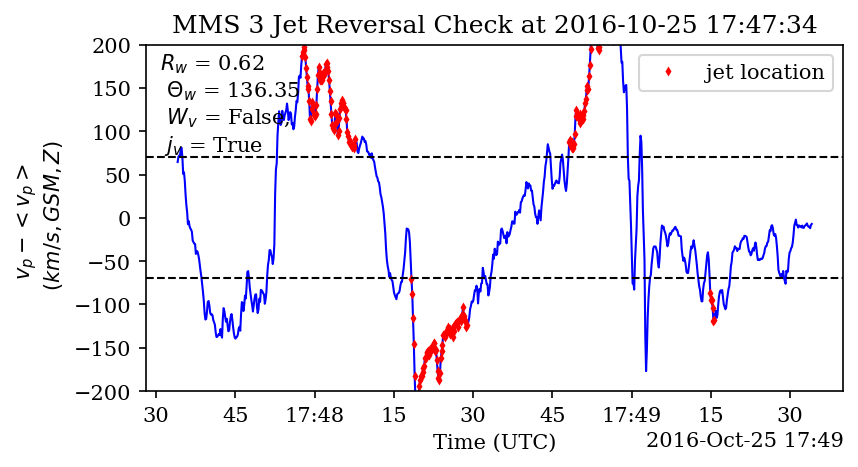 MMS 3 Jet Reversal Check at 2016-10-25 17:47:34
R_w = 0.62
Θ_w = 136.35
W_v = False,
j_v = True
jet location
v_p − < v_p >
(km/s, GSM, Z)
200
150
100
50
0
−50
−100
−150
−200
30 45 17:48 15 30 45 17:49 15 30
Time (UTC)
2016-Oct-25 17:49